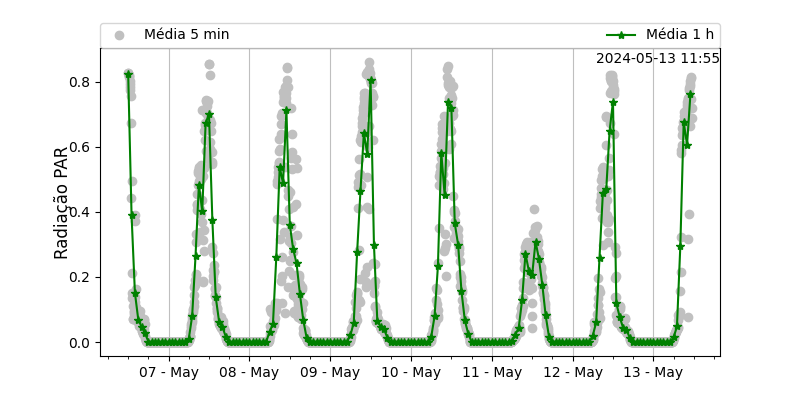 Média 5 min
Média 1 h
2024-05-13 11:55
Radiação PAR
0.8
0.6
0.4
0.2
0.0
07 - May
08 - May
09 - May
10 - May
11 - May
12 - May
13 - May